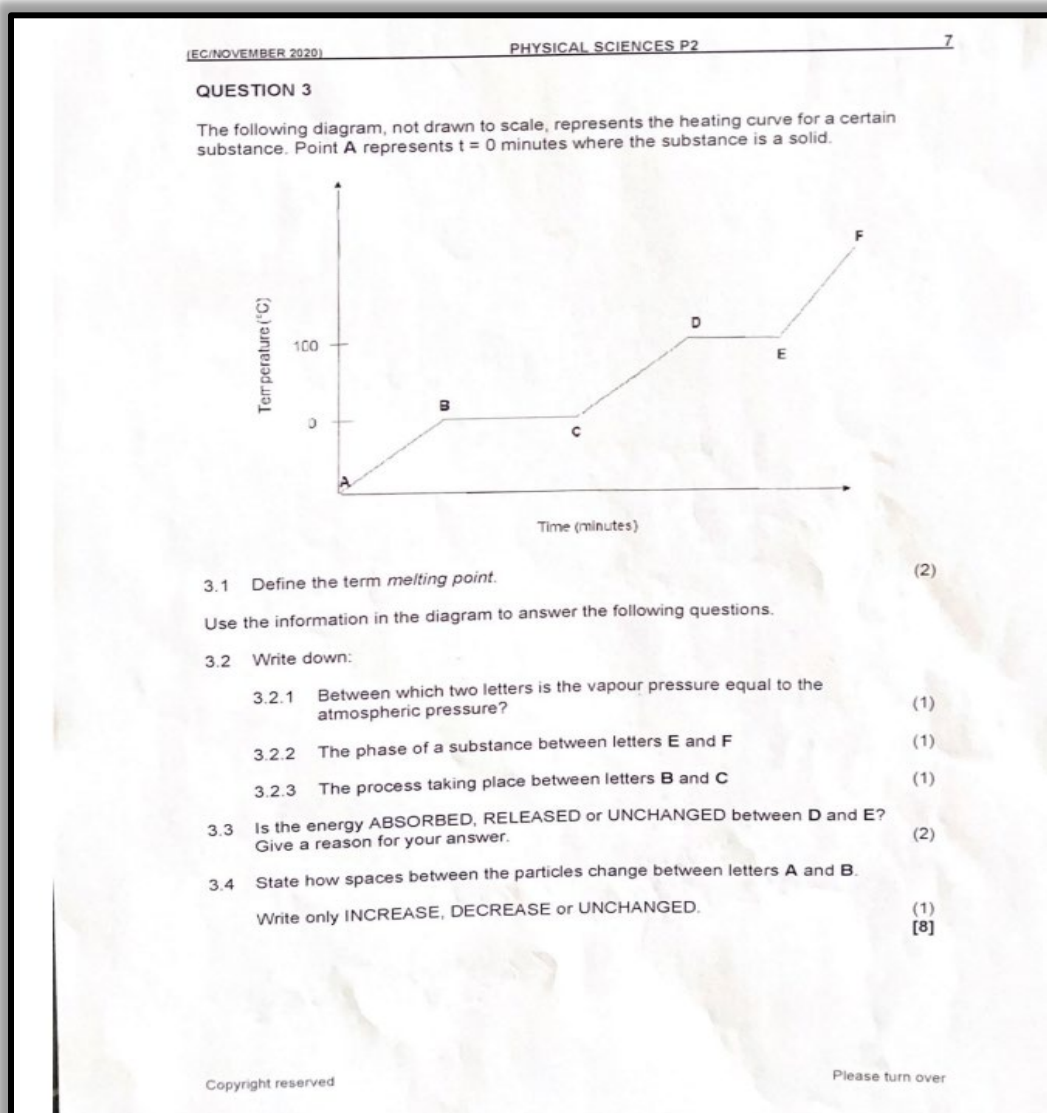 (EC/NOVEMBER 2020) PHYSICAL SCIENCES P2 7
QUESTION 3
The following diagram, not drawn to scale, represents the heating curve for a certain
substance. Point A represents t = 0 minutes where the substance is a solid.
F
D
100
E
Temperature (°C)
B
0
C
A
Time (minutes)
3.1 Define the term melting point. (2)
Use the information in the diagram to answer the following questions.
3.2 Write down:
3.2.1 Between which two letters is the vapour pressure equal to the
atmospheric pressure? (1)
3.2.2 The phase of a substance between letters E and F (1)
3.2.3 The process taking place between letters B and C (1)
3.3 Is the energy ABSORBED, RELEASED or UNCHANGED between D and E?
Give a reason for your answer. (2)
3.4 State how spaces between the particles change between letters A and B.
Write only INCREASE, DECREASE or UNCHANGED. (1)
[8]
Copyright reserved Please turn over